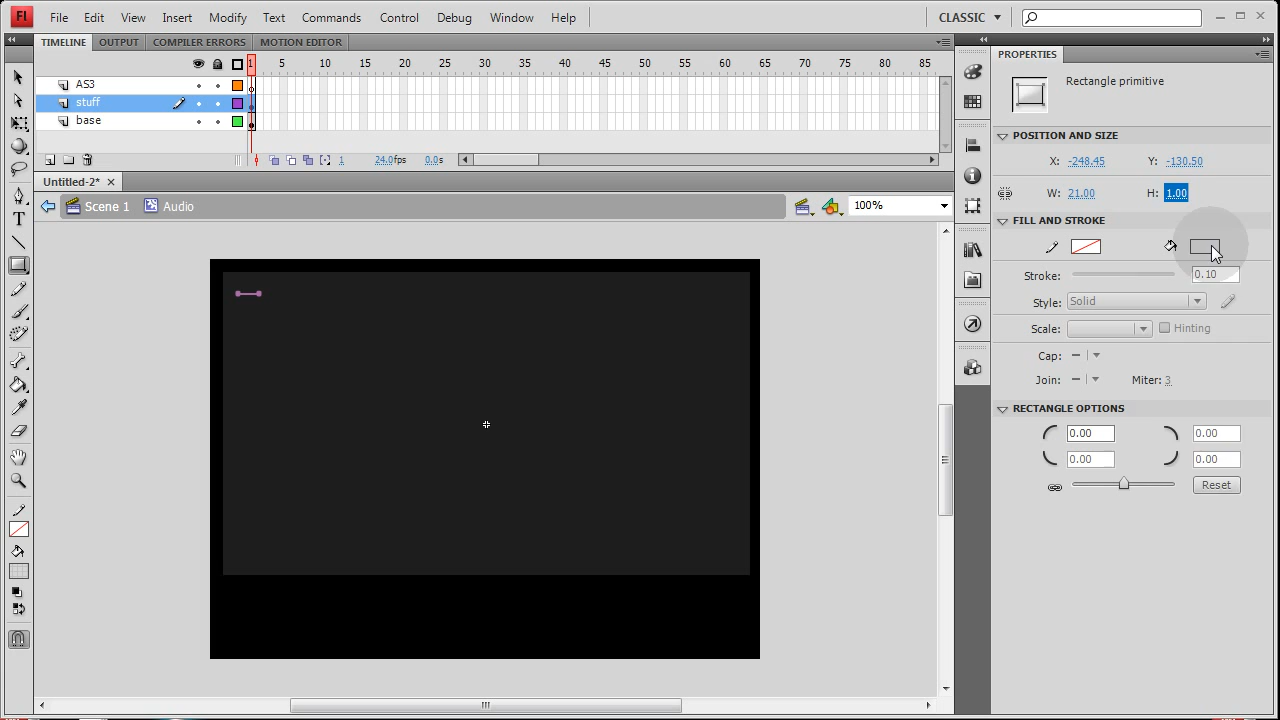 Fl File Edit View Insert Modify Text Commands Control Debug Window Help CLASSIC
TIMELINE OUTPUT COMPILER ERRORS MOTION EDITOR
PROPERTIES
1 10 15 20 25 30 35 40 45 50 55 60 65 70 75 80 85
Rectangle primitive
AS3
stuff
base
POSITION AND SIZE
1 24.0fps 0.0s
X: -248.45 Y: -130.50
Untitled-2*
W: 21.00 H: 1.00
Scene 1 Audio 100%
FILL AND STROKE
Stroke: 0.10
Style: Solid
Scale: Hinting
Cap:
Join: Miter: 3
RECTANGLE OPTIONS
0.00 0.00
0.00 0.00
Reset
T